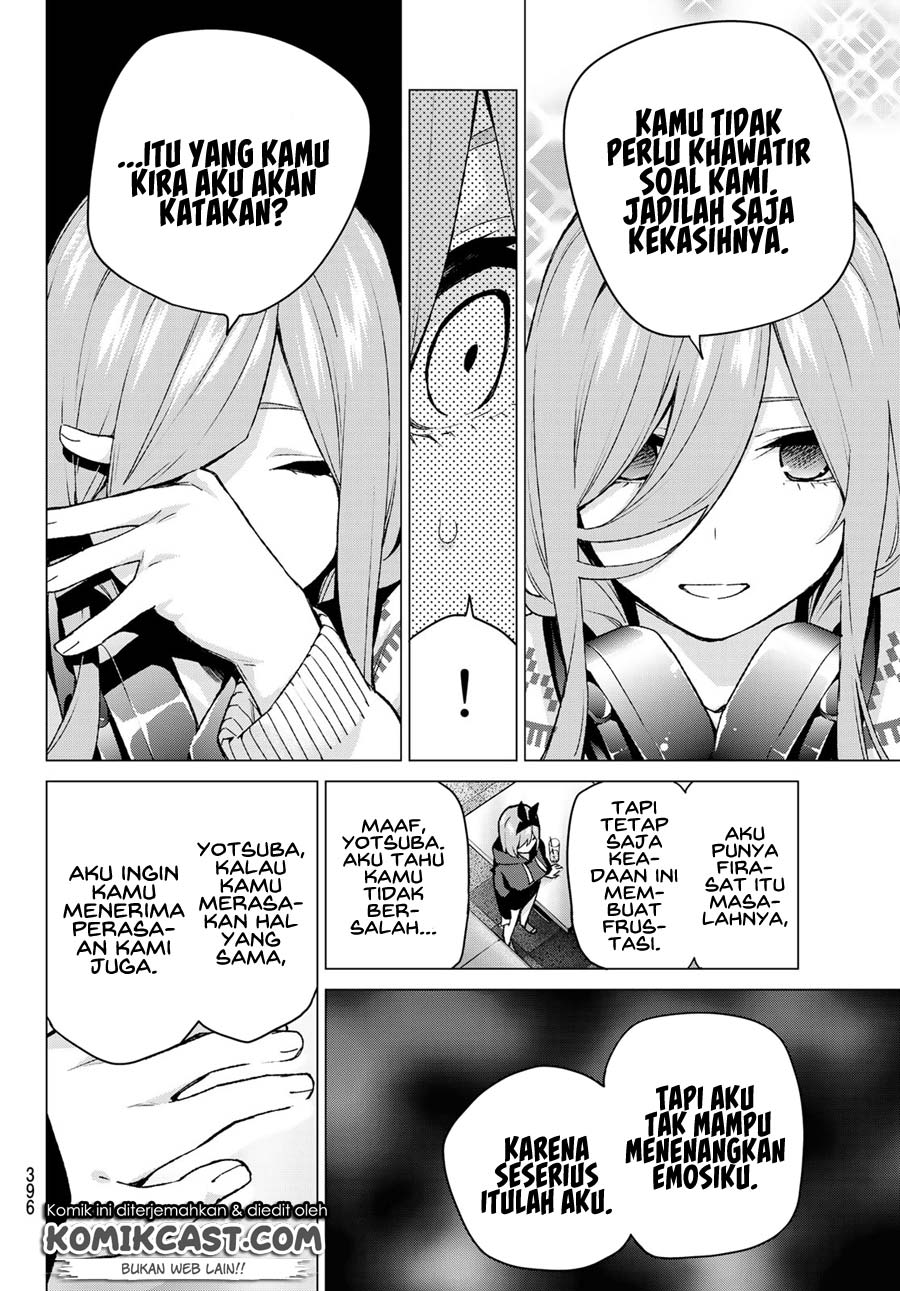 KAMU TIDAK
PERLU KHAWATIR
SOAL KAMI.
JADILAH SAJA
KEKASIHNYA.
!
...ITU YANG KAMU
KIRA AKU AKAN
KATAKAN?
AKU
PUNYA
FIRA-
SAT ITU
MASA-
LAHNYA,
TAPI
TETAP
SAJA
KEA-
DAAN INI
MEM-
BUAT
FRUS-
TASI.
MAAF,
YOTSUBA.
AKU TAHU
KAMU
TIDAK
BER-
SALAH...
TAPI AKU
TAK MAMPU
MENENANGKAN
EMOSIKU.
KARENA
SESERIUS
ITULAH AKU.
YOTSUBA,
KALAU
KAMU
MERASA-
KAN HAL
YANG
SAMA,
AKU INGIN
KAMU
MENERIMA
PERASA-
AN KAMI
JUGA.
396
Komik ini diterjemahkan & diedit oleh
KOMIKCAST.COM
BUKAN WEB LAIN!!